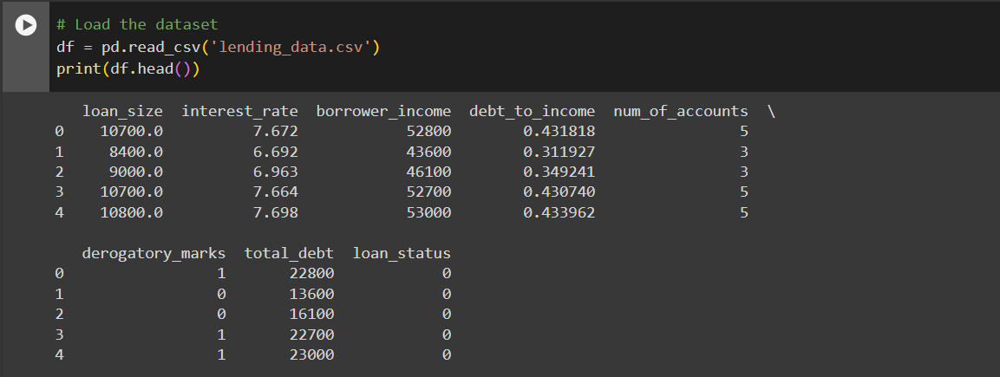 # Load the dataset
df = pd.read_csv('lending_data.csv')
print(df.head())
loan_size interest_rate borrower_income debt_to_income num_of_accounts \
0 10700.0 7.672 52800 0.431818 5
1 8400.0 6.692 43600 0.311927 3
2 9000.0 6.963 46100 0.349241 3
3 10700.0 7.664 52700 0.430740 5
4 10800.0 7.698 53000 0.433962 5
derogatory_marks total_debt loan_status
0 1 22800 0
1 0 13600 0
2 0 16100 0
3 1 22700 0
4 1 23000 0